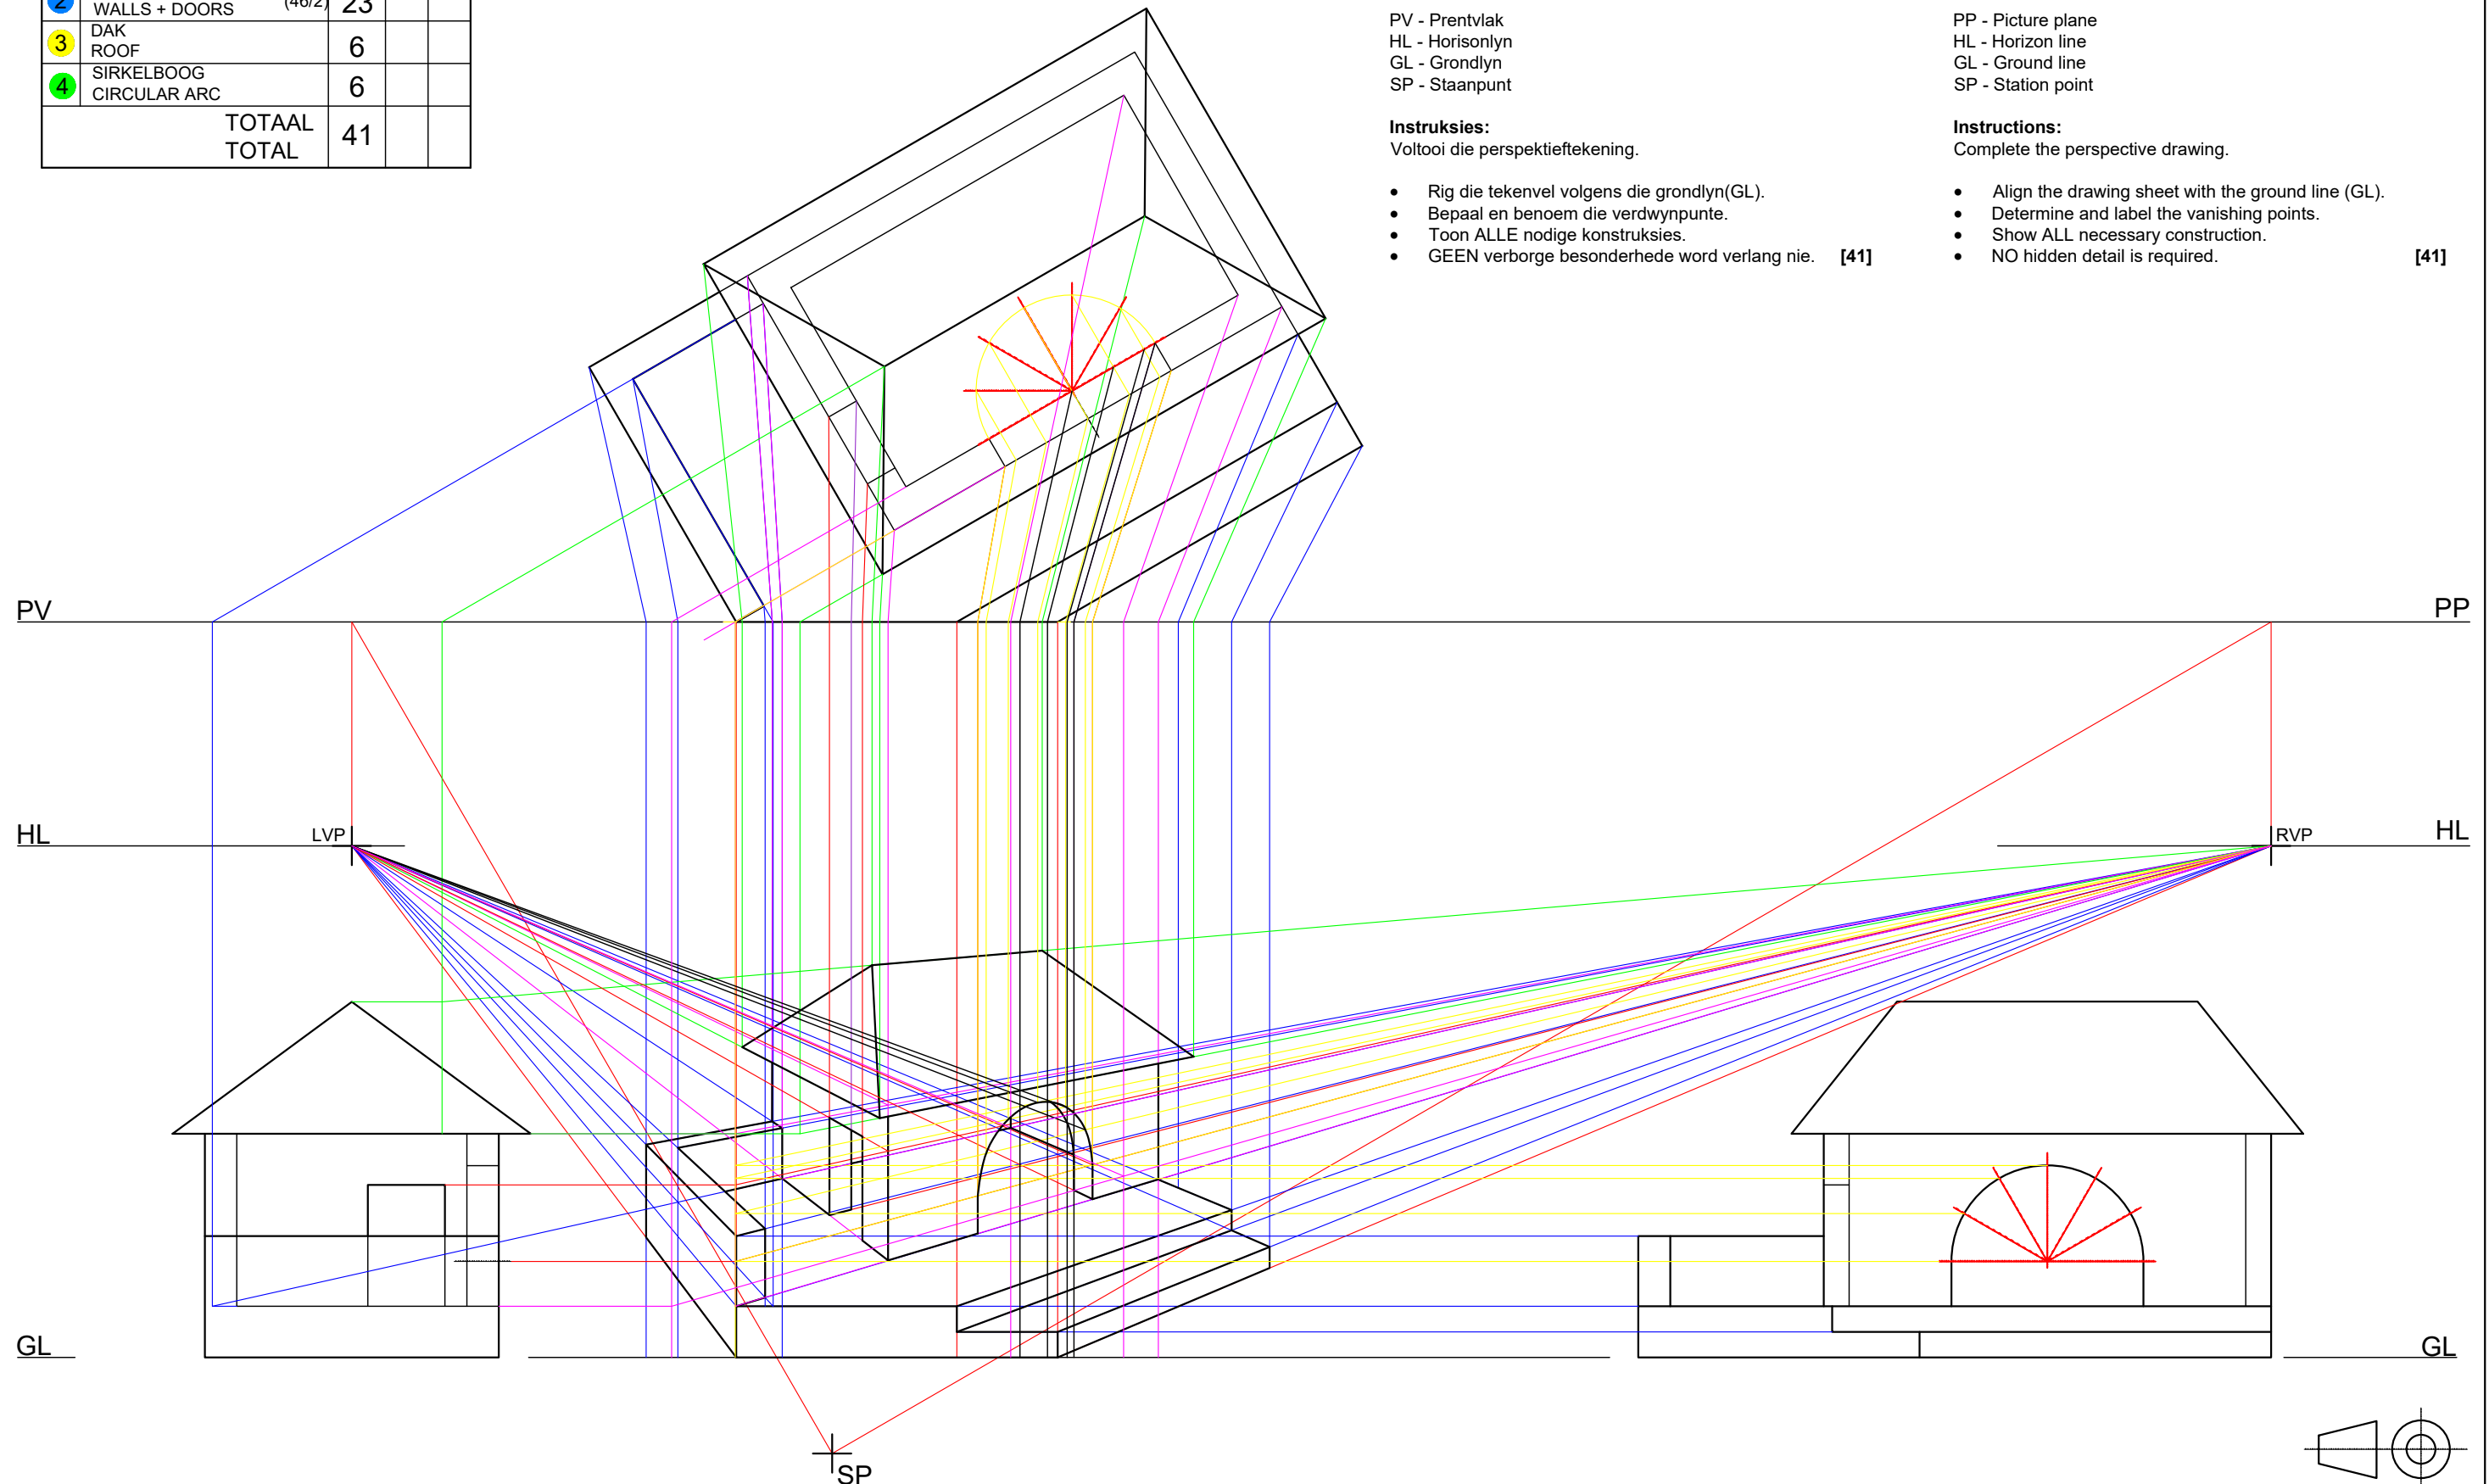 2 WALLS + DOORS (46/2) 23
3 DAK
ROOF 6
4 SIRKELBOOG
CIRCULAR ARC 6
TOTAAL
TOTAL 41
PV - Prentvlak
HL - Horisonlyn
GL - Grondlyn
SP - Staanpunt
Instruksies:
Voltooi die perspektieftekening.
• Rig die tekenvel volgens die grondlyn(GL).
• Bepaal en benoem die verdwynpunte.
• Toon ALLE nodige konstruksies.
• GEEN verborge besonderhede word verlang nie. [41]
PP - Picture plane
HL - Horizon line
GL - Ground line
SP - Station point
Instructions:
Complete the perspective drawing.
• Align the drawing sheet with the ground line (GL).
• Determine and label the vanishing points.
• Show ALL necessary construction.
• NO hidden detail is required. [41]
PV
PP
HL
LVP
RVP
HL
GL
GL
SP